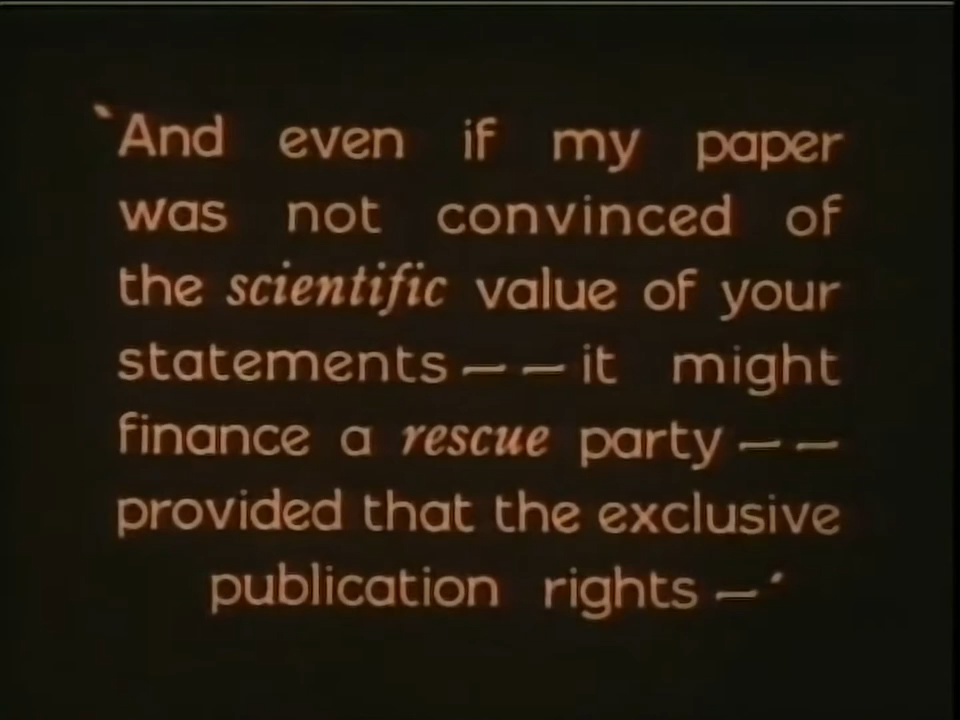 ‵And even if my paper
was not convinced of
the scientific value of your
statements — — it might
finance a rescue party — —
provided that the exclusive
publication rights —′